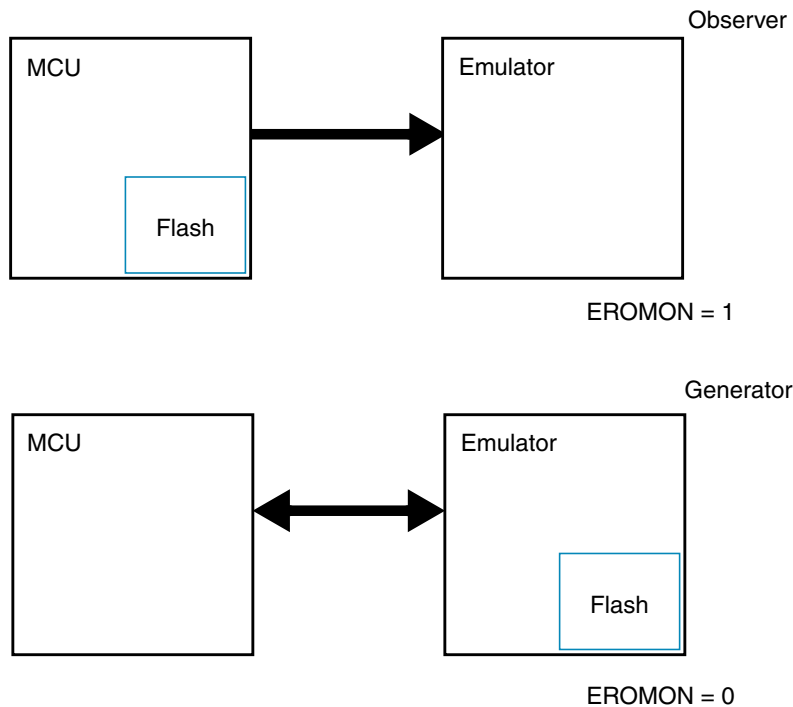 Observer
MCU
Emulator
Flash
EROMON = 1
Generator
MCU
Emulator
Flash
EROMON = 0